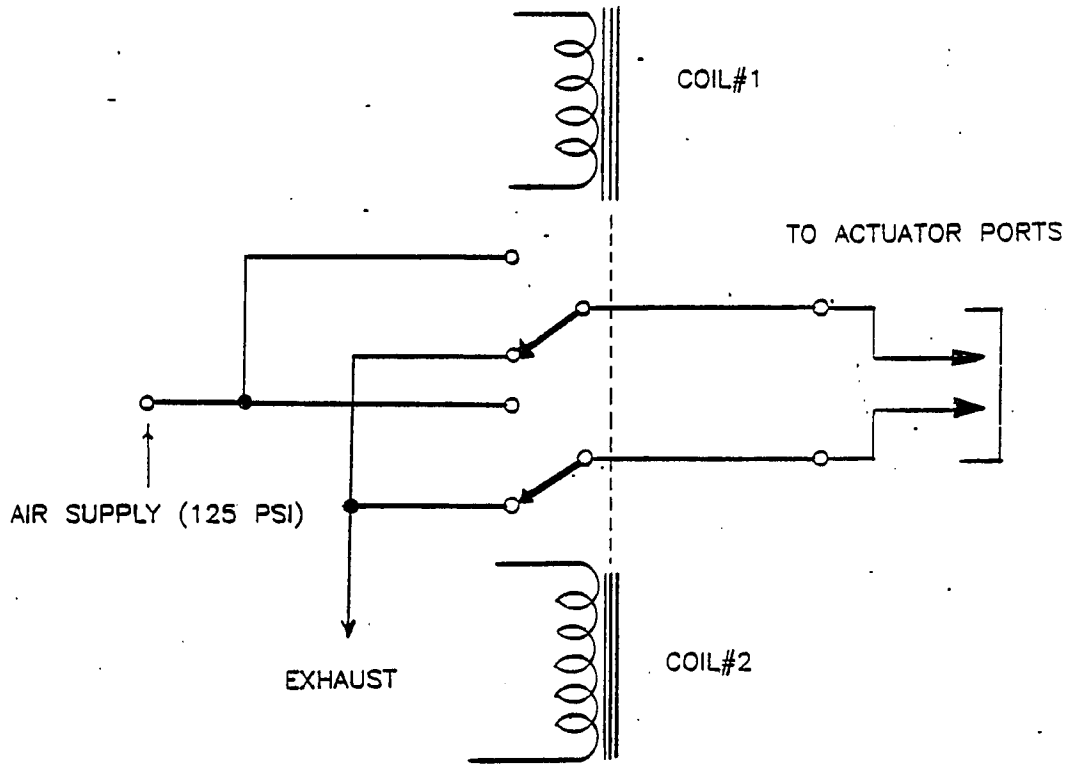 COIL#1
TO ACTUATOR PORTS
AIR SUPPLY (125 PSI)
EXHAUST
COIL#2